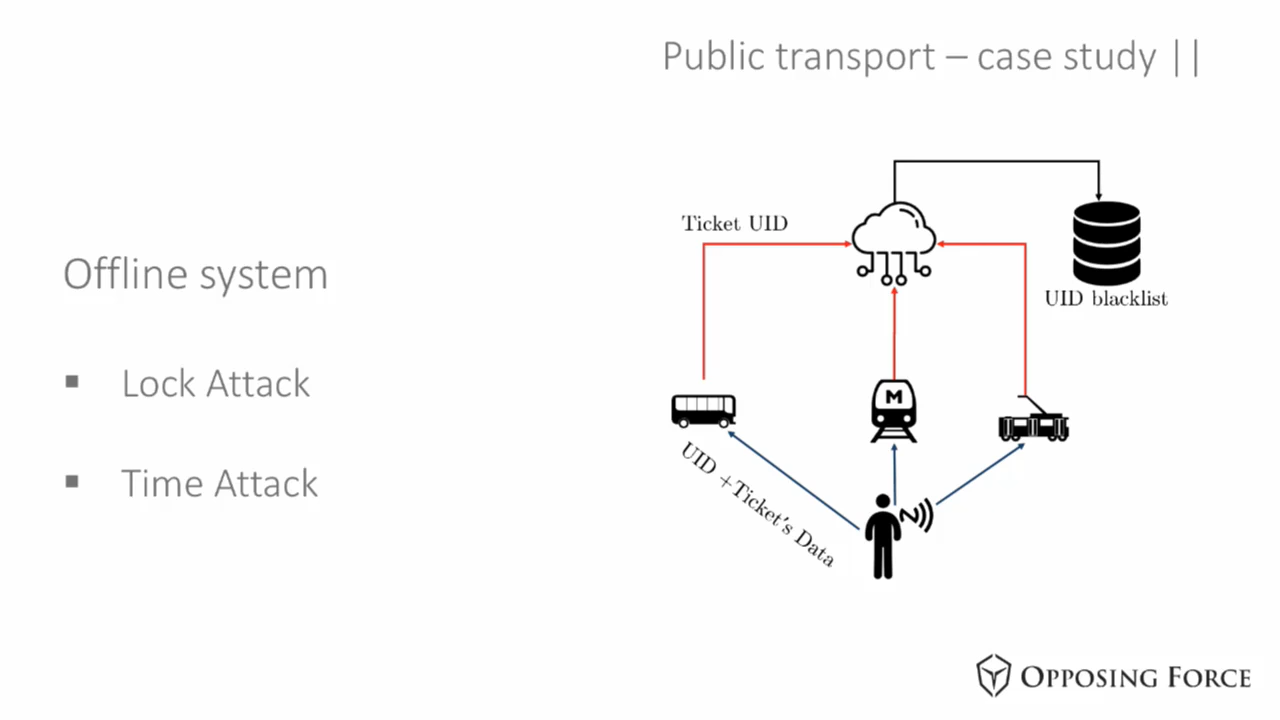 Public transport – case study ||
Offline system
▪ Lock Attack
▪ Time Attack
Ticket UID
UID blacklist
M
UID +Ticket's Data
N
OPPOSING FORCE